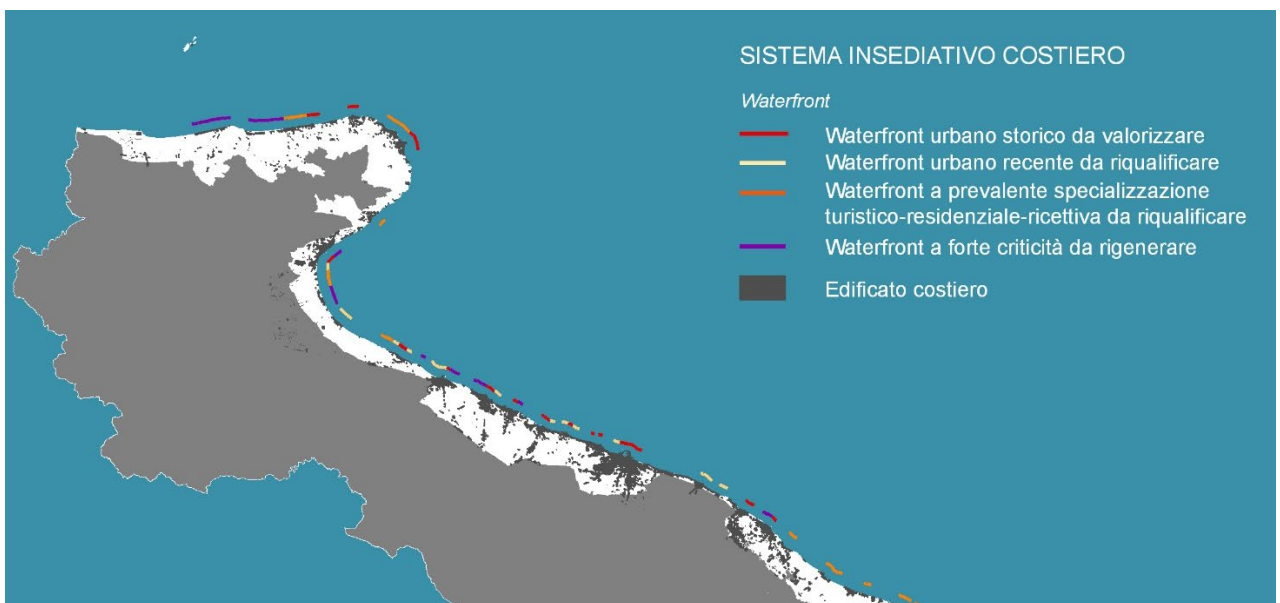 SISTEMA INSEDIATIVO COSTIERO
Waterfront
Waterfront urbano storico da valorizzare
Waterfront urbano recente da riqualificare
Waterfront a prevalente specializzazione
turistico-residenziale-ricettiva da riqualificare
Waterfront a forte criticità da rigenerare
Edificato costiero